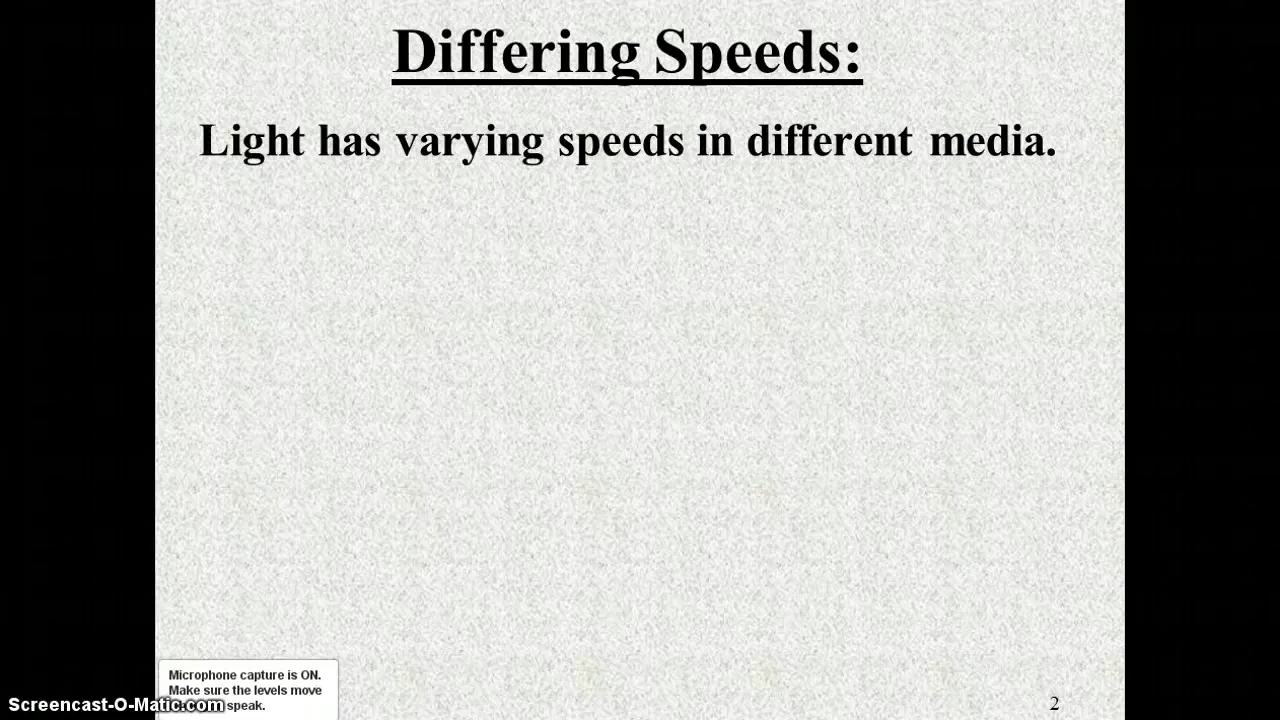 Differing Speeds:
Light has varying speeds in different media.
Microphone capture is ON.
Make sure the levels move
speak.
Screencast-O-Matic.com
2